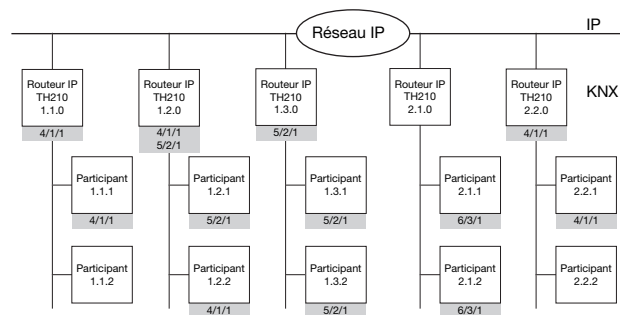 Réseau IP
IP
KNX
Routeur IP
TH210
1.1.0
4/1/1
Routeur IP
TH210
1.2.0
4/1/1
5/2/1
Routeur IP
TH210
1.3.0
5/2/1
Routeur IP
TH210
2.1.0
Routeur IP
TH210
2.2.0
4/1/1
Participant
1.1.1
4/1/1
Participant
1.2.1
5/2/1
Participant
1.3.1
5/2/1
Participant
2.1.1
6/3/1
Participant
2.2.1
4/1/1
Participant
1.1.2
Participant
1.2.2
4/1/1
Participant
1.3.2
5/2/1
Participant
2.1.2
6/3/1
Participant
2.2.2